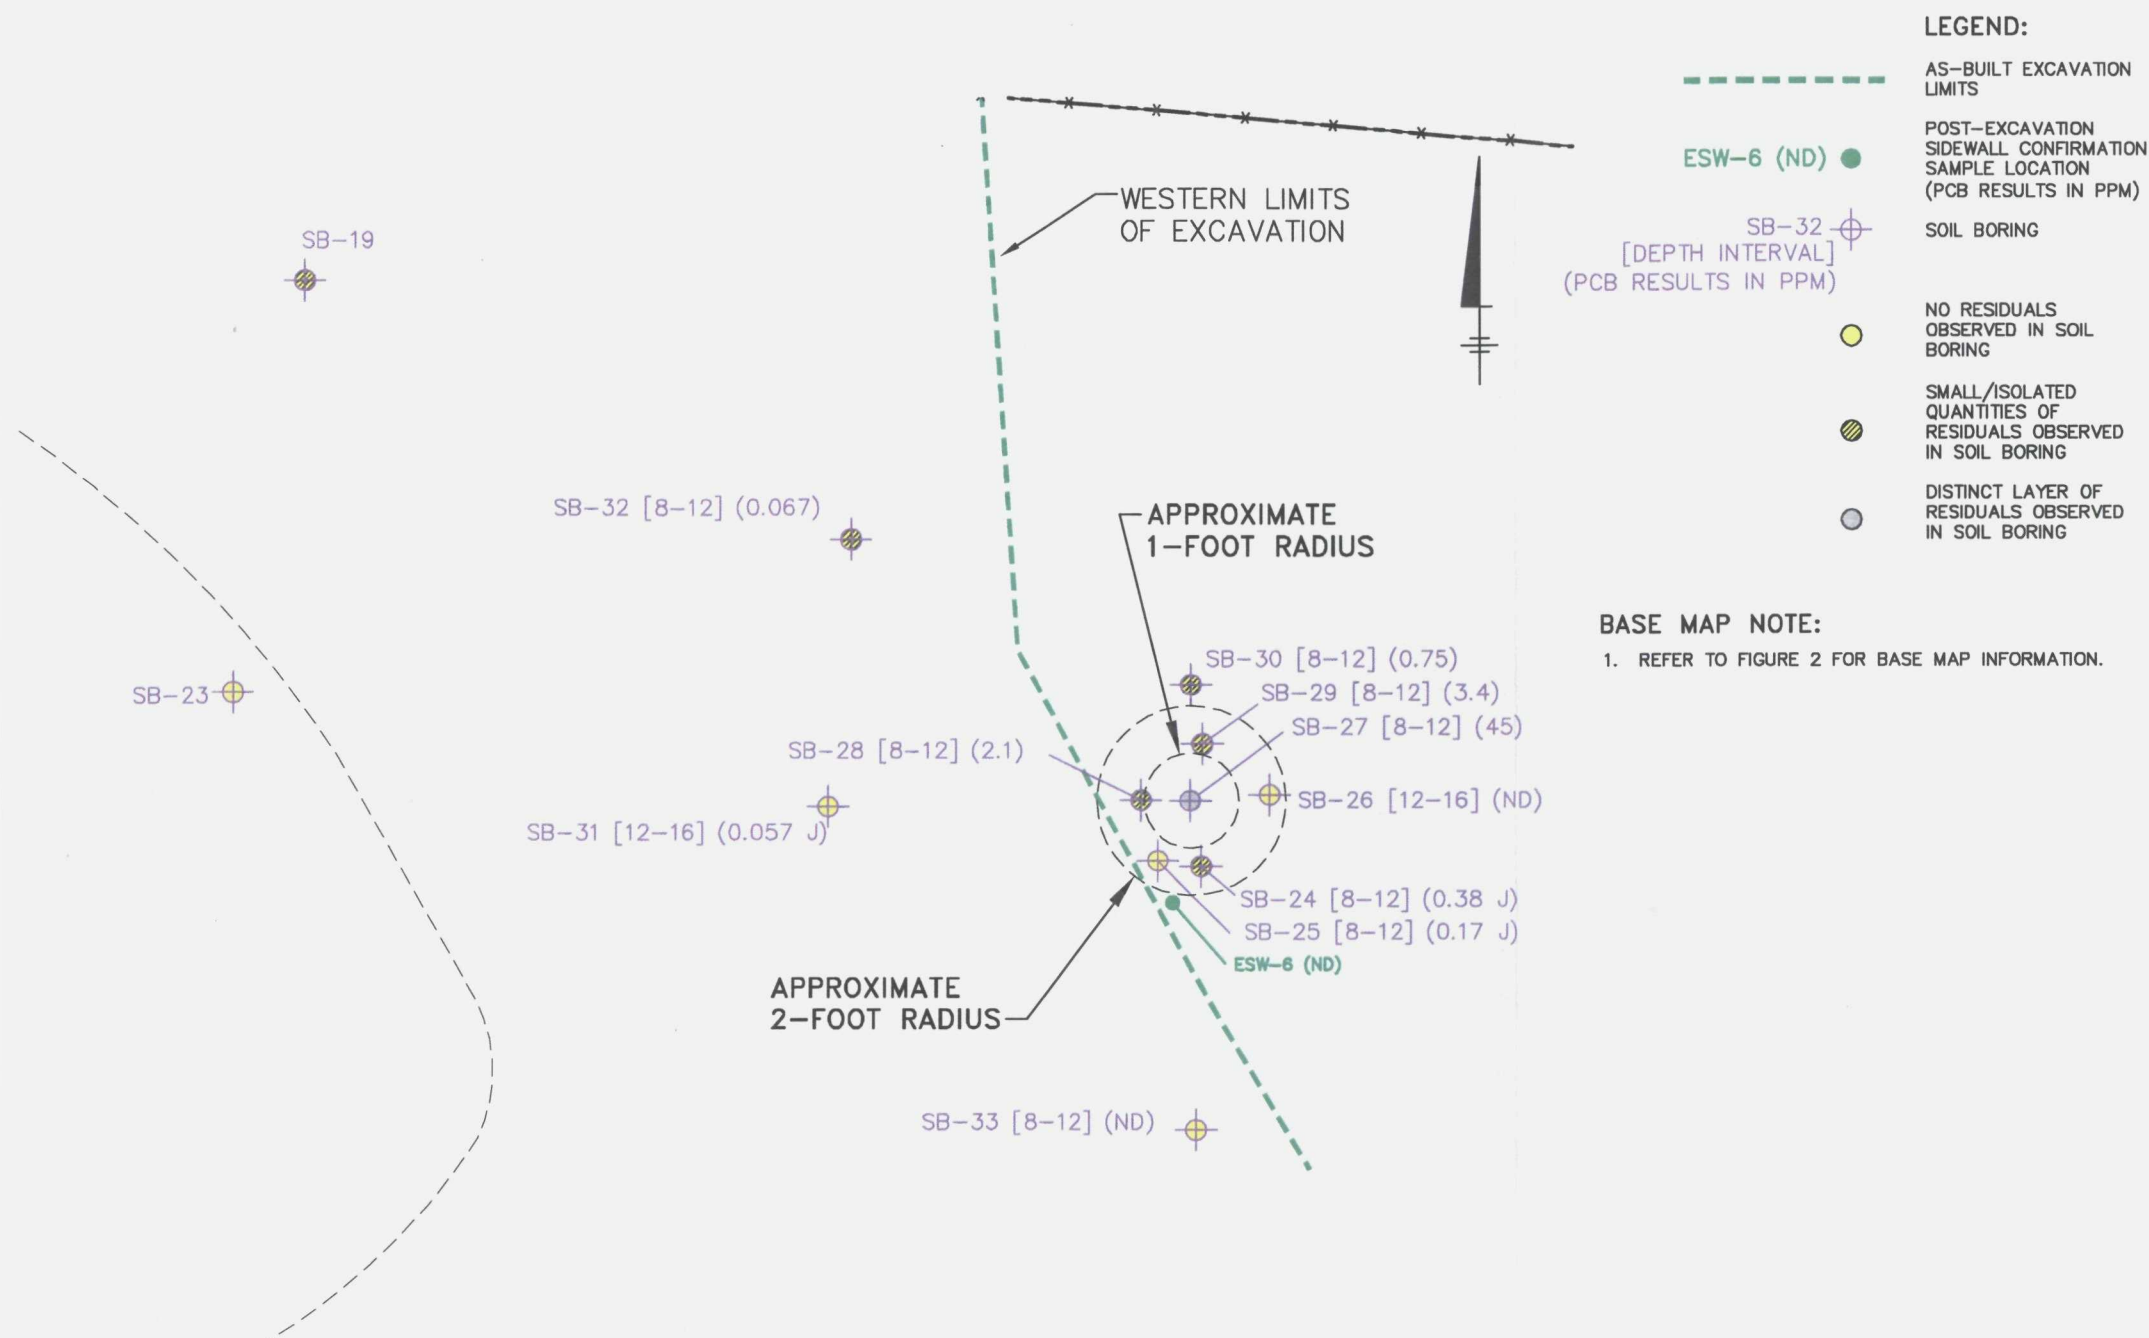 LEGEND:
AS-BUILT EXCAVATION
LIMITS
POST-EXCAVATION
SIDEWALL CONFIRMATION
SAMPLE LOCATION
(PCB RESULTS IN PPM)
ESW-6 (ND)
SB-32
[DEPTH INTERVAL]
(PCB RESULTS IN PPM)
SOIL BORING
NO RESIDUALS
OBSERVED IN SOIL
BORING
SMALL/ISOLATED
QUANTITIES OF
RESIDUALS OBSERVED
IN SOIL BORING
DISTINCT LAYER OF
RESIDUALS OBSERVED
IN SOIL BORING
BASE MAP NOTE:
1. REFER TO FIGURE 2 FOR BASE MAP INFORMATION.
WESTERN LIMITS
OF EXCAVATION
SB-19
SB-32 [8-12] (0.067)
APPROXIMATE
1-FOOT RADIUS
SB-30 [8-12] (0.75)
SB-29 [8-12] (3.4)
SB-27 [8-12] (45)
SB-23
SB-28 [8-12] (2.1)
SB-26 [12-16] (ND)
SB-31 [12-16] (0.057 J)
SB-24 [8-12] (0.38 J)
SB-25 [8-12] (0.17 J)
ESW-6 (ND)
APPROXIMATE
2-FOOT RADIUS
SB-33 [8-12] (ND)